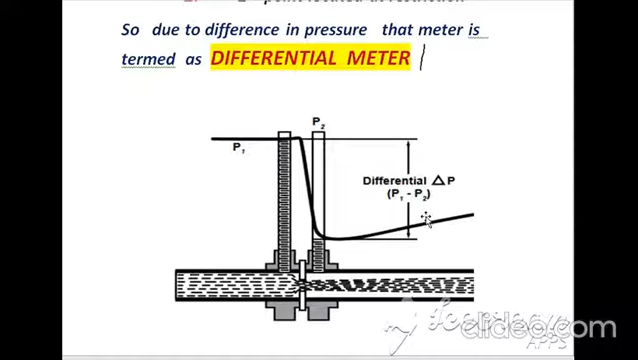 So due to difference in pressure that meter is
termed as DIFFERENTIAL METER
P2
P1
Differential △P
(P1 - P2)
clideo.com
APPS